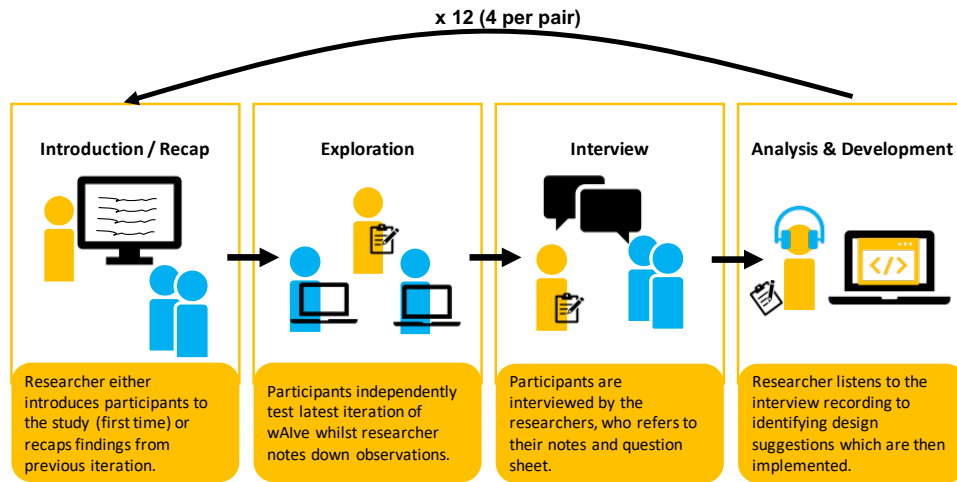 x 12 (4 per pair)
Introduction / Recap
Researcher either
introduces participants to
the study (first time) or
recaps findings from
previous iteration.
Exploration
Participants independently
test latest iteration of
wAIve whilst researcher
notes down observations.
Interview
Participants are
interviewed by the
researchers, who refers to
their notes and question
sheet.
Analysis & Development
</>
Researcher listens to the
interview recording to
identifying design
suggestions which are then
implemented.